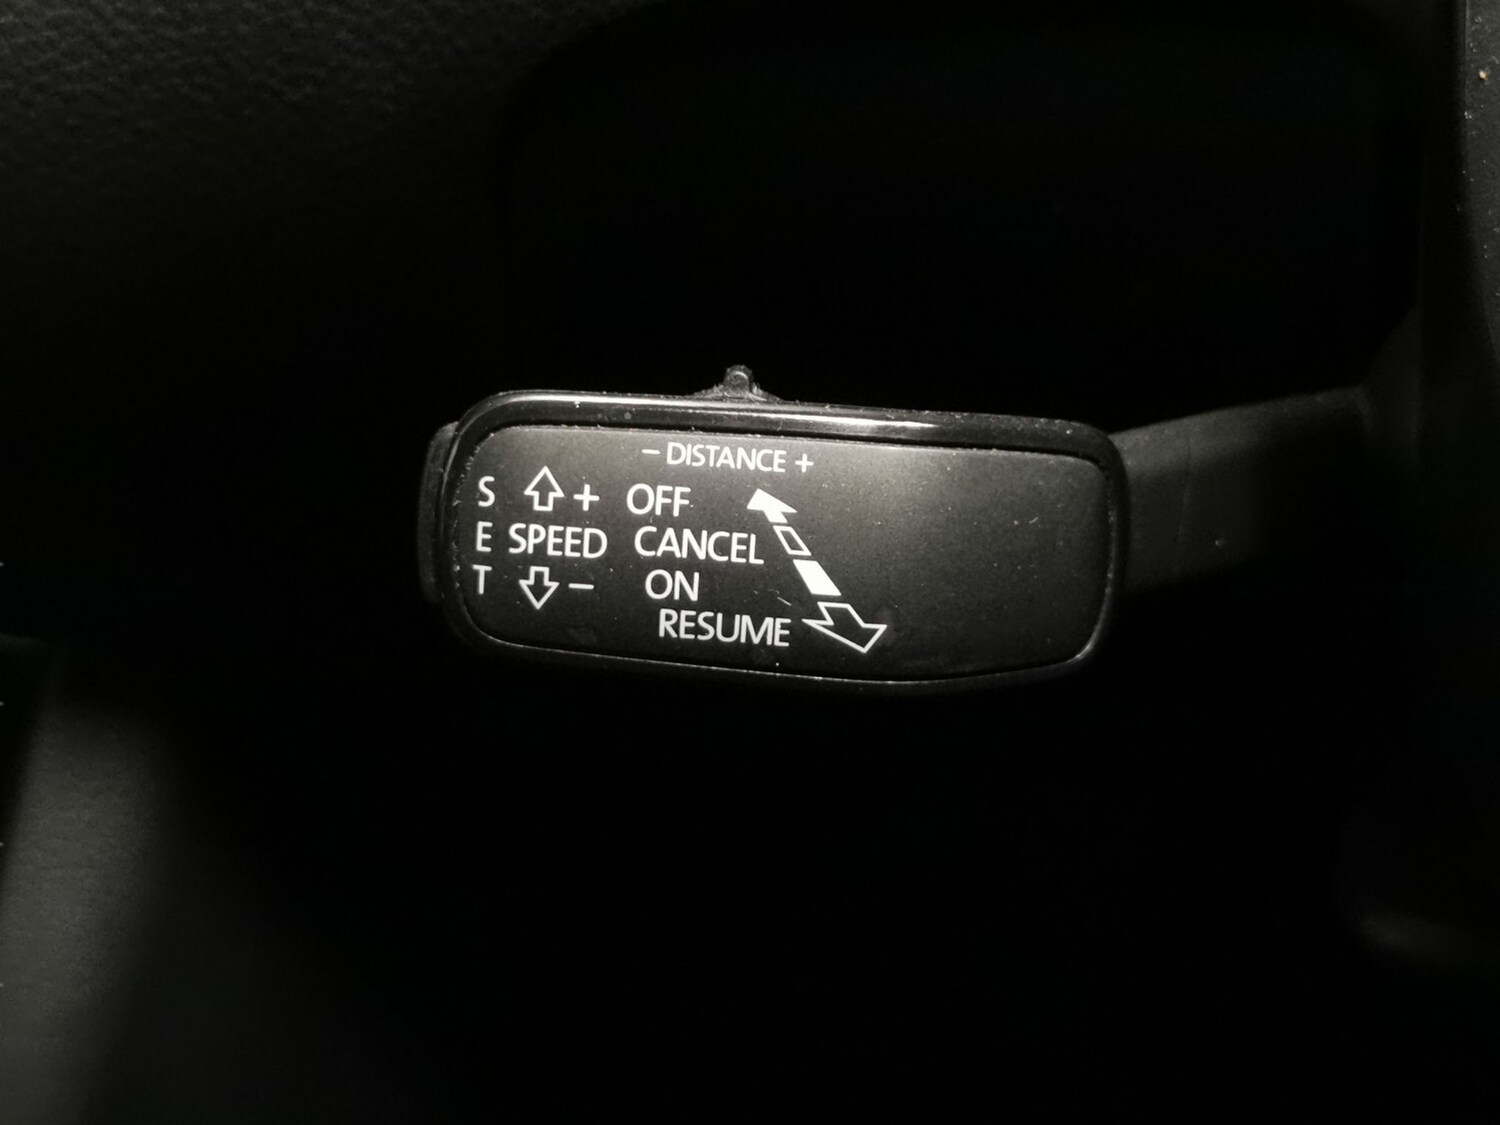 - DISTANCE +
S + OFF
E SPEED CANCEL
T - ON
RESUME